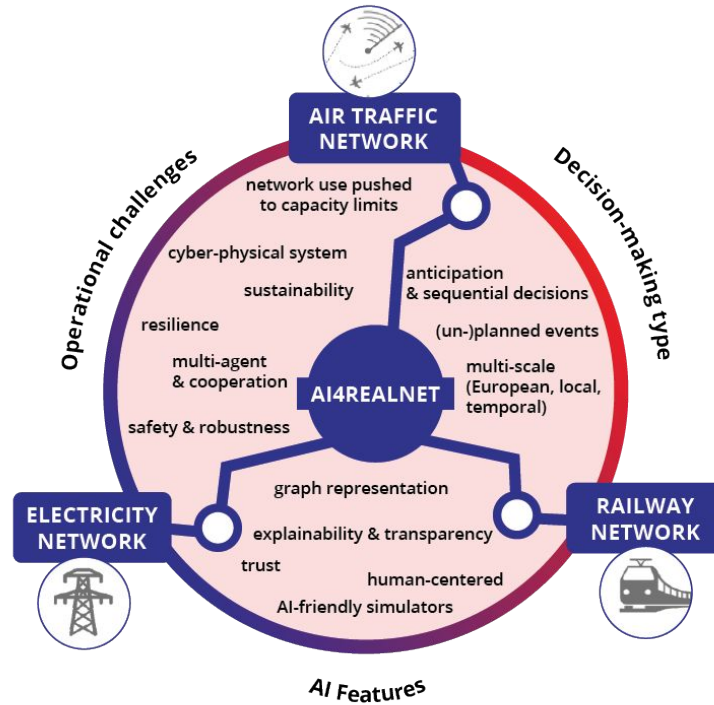 AIR TRAFFIC
NETWORK
Operational challenges
Decision-making type
network use pushed
to capacity limits
cyber-physical system
sustainability
anticipation
& sequential decisions
resilience
(un-)planned events
multi-agent
& cooperation
multi-scale
(European, local,
temporal)
AI4REALNET
safety & robustness
graph representation
ELECTRICITY
NETWORK
RAILWAY
NETWORK
explainability & transparency
trust
human-centered
AI-friendly simulators
AI Features